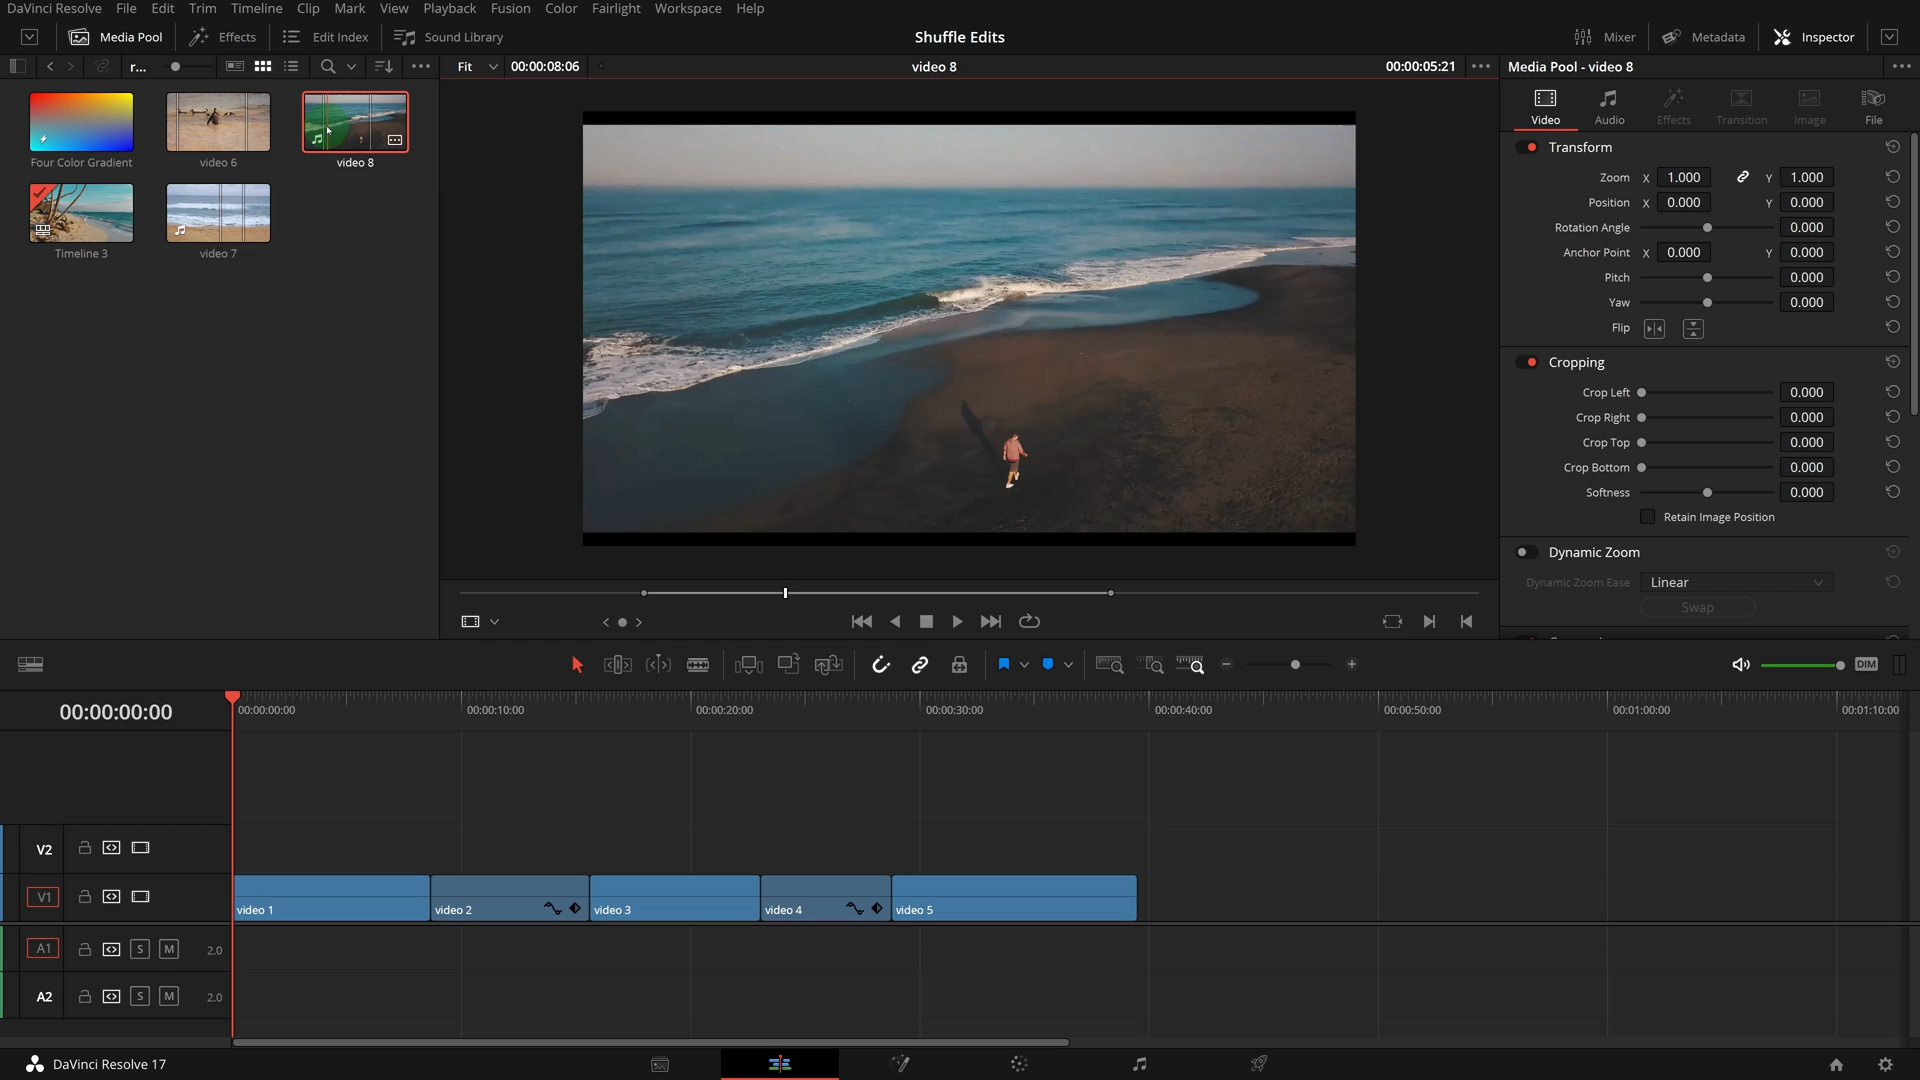 DaVinci Resolve File Edit Trim Timeline Clip Mark View Playback Fusion Color Fairlight Workspace Help
Media Pool Effects Edit Index Sound Library Shuffle Edits Mixer Metadata Inspector
r... Fit 00:00:08:06 video 8 00:00:05:21 Media Pool - video 8
Video Audio Effects Transition Image File
Four Color Gradient video 6 video 8
Timeline 3 video 7
Transform
Zoom X 1.000 Y 1.000
Position X 0.000 Y 0.000
Rotation Angle 0.000
Anchor Point X 0.000 Y 0.000
Pitch 0.000
Yaw 0.000
Flip
Cropping
Crop Left 0.000
Crop Right 0.000
Crop Top 0.000
Crop Bottom 0.000
Softness 0.000
Retain Image Position
Dynamic Zoom
Dynamic Zoom Ease Linear
Swap
DIM
00:00:00:00
00:00:00:00 00:00:10:00 00:00:20:00 00:00:30:00 00:00:40:00 00:00:50:00 00:01:00:00 00:01:10:00
V2
V1 video 1 video 2 video 3 video 4 video 5
A1 S M 2.0
A2 S M 2.0
DaVinci Resolve 17